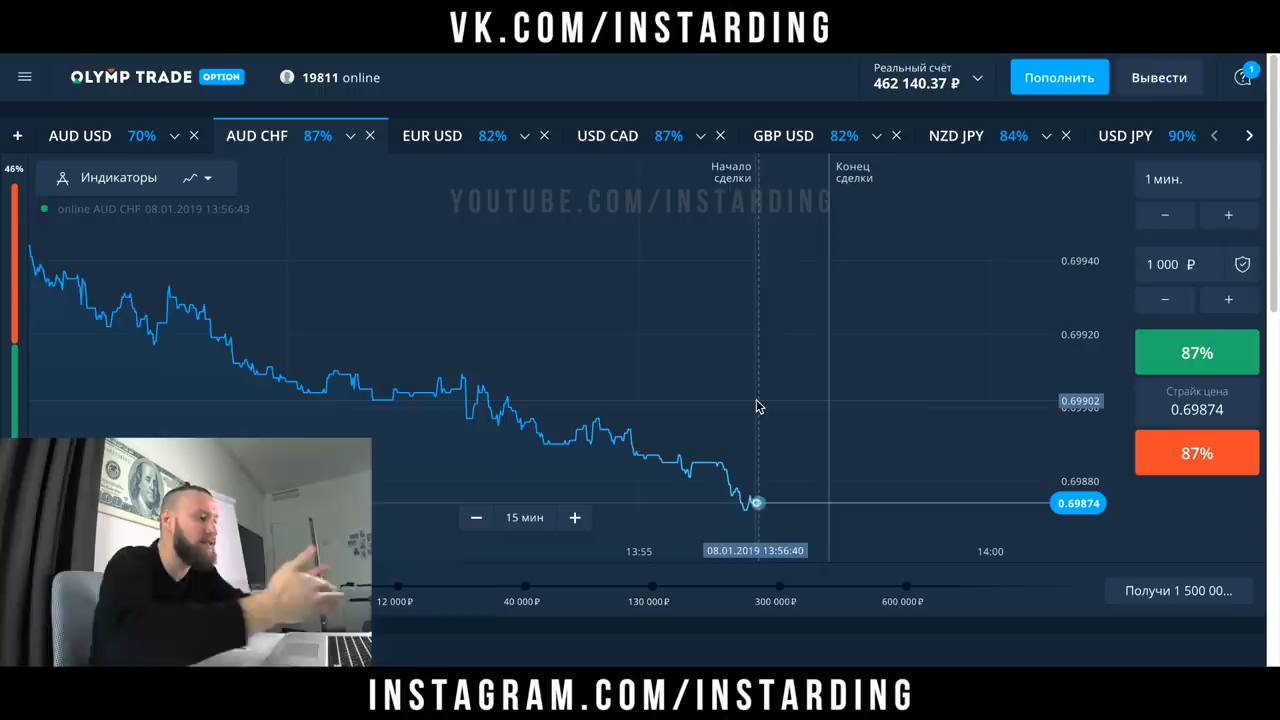 VK.COM/INSTARDING
OLYMP TRADE OPTION
19811 online
Реальный счёт
462 140.37 ₽
Пополнить
Вывести
1
+
AUD USD 70%
AUD CHF 87%
EUR USD 82%
USD CAD 87%
GBP USD 82%
NZD JPY 84%
USD JPY 90%
46%
Индикаторы
Начало
сделки
Конец
сделки
1 мин.
− +
YOUTUBE.COM/INSTARDING
online AUD CHF 08.01.2019 13:56:43
0.69940
1 000 ₽
− +
0.69920
87%
Страйк цена
0.69874
0.69902
0.69900
87%
0.69880
0.69874
− 15 мин +
13:55
08.01.2019 13:56:40
14:00
12 000 ₽
40 000 ₽
130 000 ₽
300 000 ₽
600 000 ₽
Получи 1 500 00...
INSTAGRAM.COM/INSTARDING